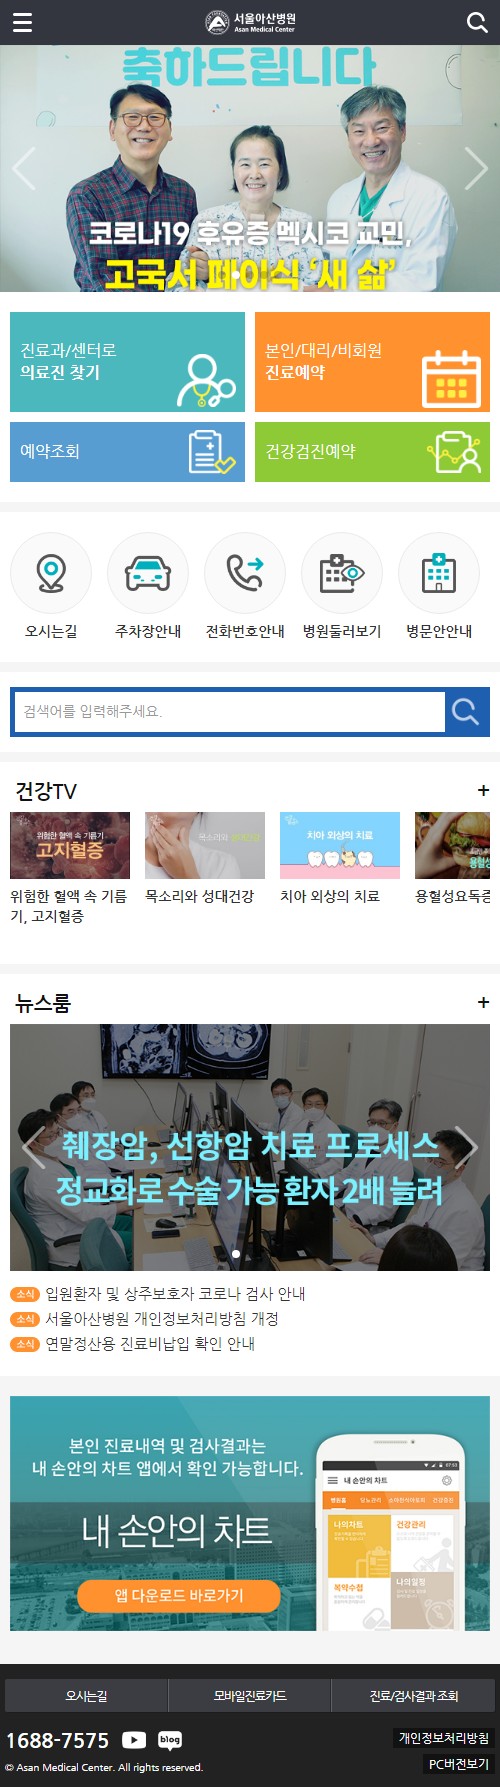 서울아산병원
Asan Medical Center
축하드립니다
코로나19 후유증 멕시코 교민,
고국서 폐이식 '새 삶'
진료과/센터로
의료진 찾기
본인/대리/비회원
진료예약
예약조회
건강검진예약
오시는길
주차장안내
전화번호안내
병원둘러보기
병문안안내
검색어를 입력해주세요.
건강TV
+
위험한 혈액 속 기름기
고지혈증
목소리와 성대건강
치아 외상의 치료
위험한 혈액 속 기름
기, 고지혈증
목소리와 성대건강
치아 외상의 치료
용혈성요독증
뉴스룸
+
췌장암, 선항암 치료 프로세스
정교화로 수술 가능 환자 2배 늘려
소식 입원환자 및 상주보호자 코로나 검사 안내
소식 서울아산병원 개인정보처리방침 개정
소식 연말정산용 진료비납입 확인 안내
본인 진료내역 및 검사결과는
내 손안의 차트 앱에서 확인 가능합니다.
내 손안의 차트
앱 다운로드 바로가기
내 손안의 차트
병원홈 당뇨관리 건강증진
나의차트
건강관리
복약수첩
나의일정
오시는길
모바일진료카드
진료/검사결과 조회
1688-7575
blog
개인정보처리방침
© Asan Medical Center. All rights reserved.
PC버전보기